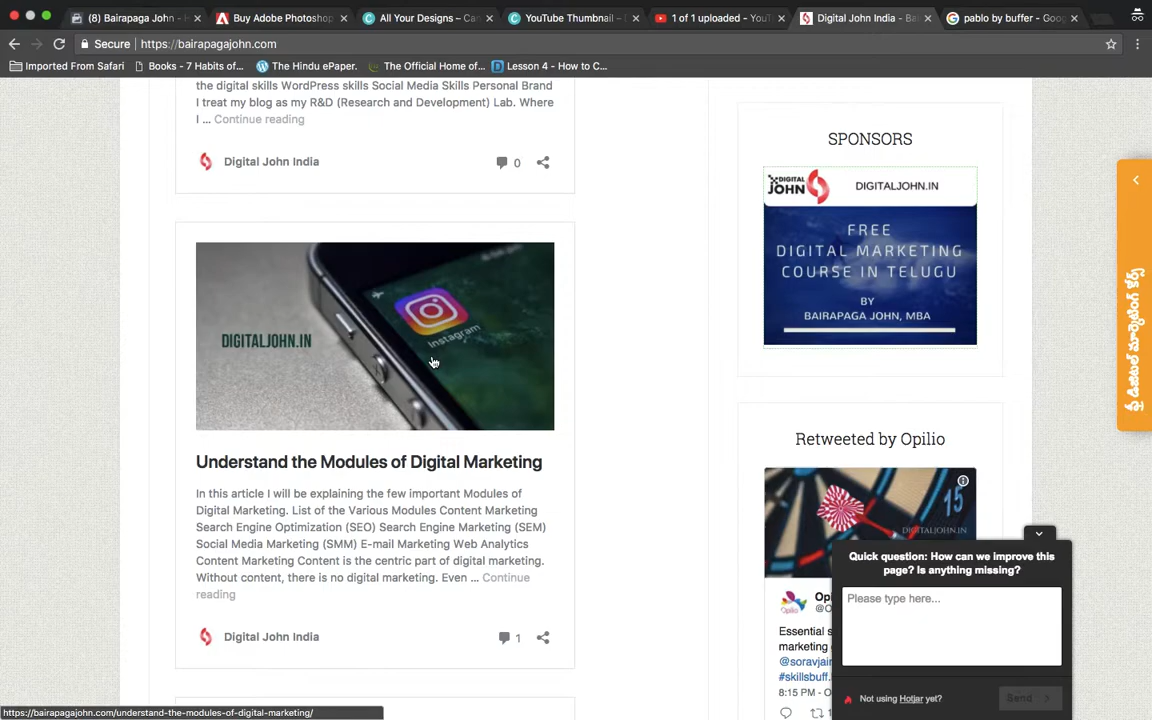 (8) Bairapaga John - H
Buy Adobe Photoshop
All Your Designs – Can
YouTube Thumbnail –
1 of 1 uploaded - YouT
Digital John India - Bai
pablo by buffer - Goog
Secure
https://bairapagajohn.com
Imported From Safari
Books - 7 Habits of...
The Hindu ePaper.
The Official Home of...
Lesson 4 - How to C...
the digital skills WordPress skills Social Media Skills Personal Brand
I treat my blog as my R&D (Research and Development) Lab. Where
I ... Continue reading
Digital John India
0
DIGITALJOHN.IN
Instagram
Understand the Modules of Digital Marketing
In this article I will be explaining the few important Modules of
Digital Marketing. List of the Various Modules Content Marketing
Search Engine Optimization (SEO) Search Engine Marketing (SEM)
Social Media Marketing (SMM) E-mail Marketing Web Analytics
Content Marketing Content is the centric part of digital marketing.
Without content, there is no digital marketing. Even ... Continue
reading
Digital John India
1
SPONSORS
DIGITAL
JOHN
DIGITALJOHN.IN
FREE
DIGITAL MARKETING
COURSE IN TELUGU
BY
BAIRAPAGA JOHN, MBA
Retweeted by Opilio
15
DIGITALJOHN.IN
Opi
@O
Essential s
marketing
@soravjain
#skillsbuff.
8:15 PM - O
ఫ్రీ డిజిటల్ మార్కెటింగ్ కోర్స్
Quick question: How can we improve this
page? Is anything missing?
Please type here...
Not using Hotjar yet?
Send
https://bairapagajohn.com/understand-the-modules-of-digital-marketing/